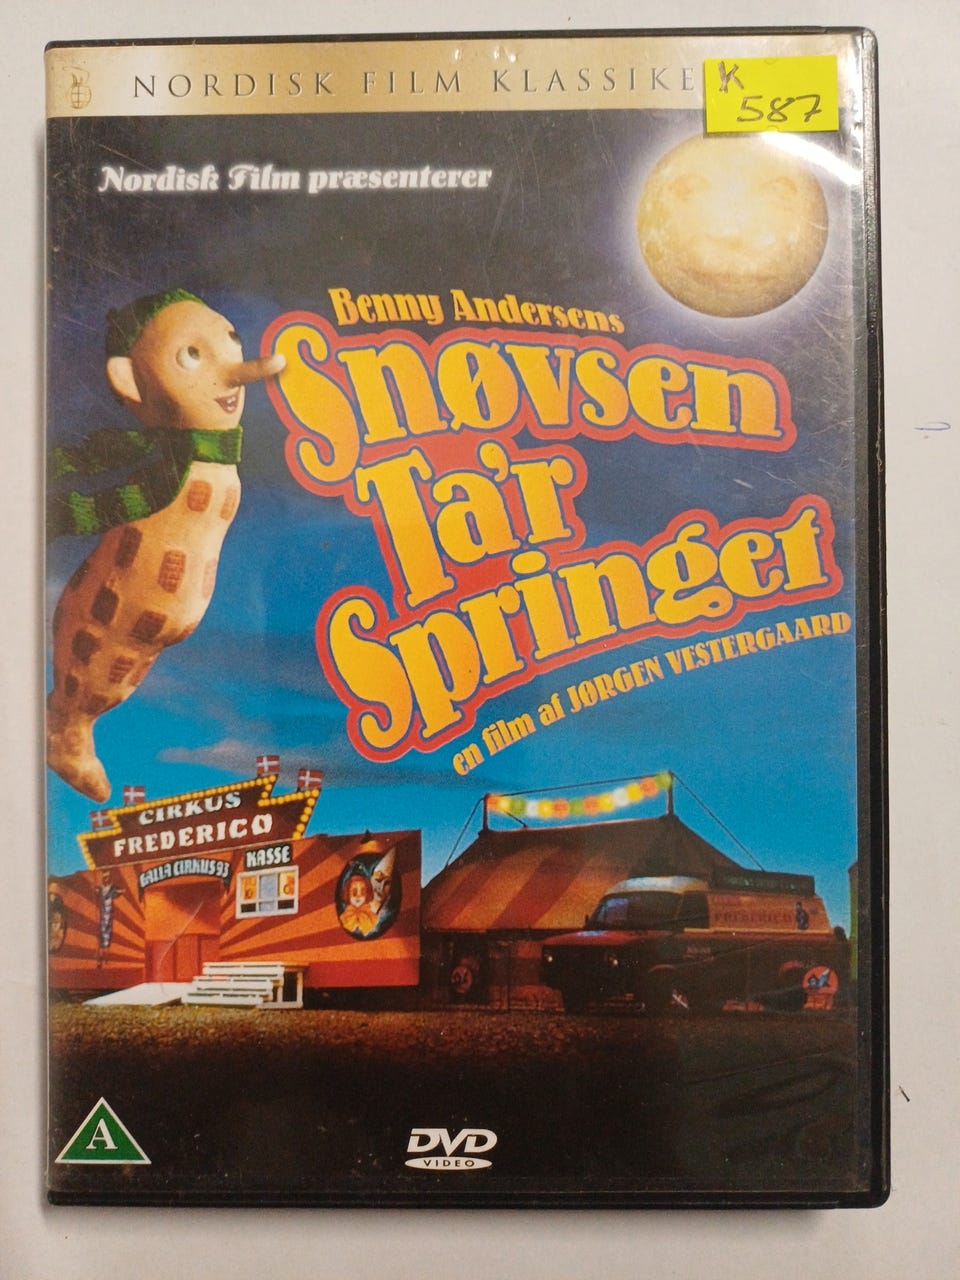 NORDISK FILM KLASSIKE
K
587
Nordisk Film præsenterer
Benny Andersens
Snøvsen
Ta'r
Springet
en film af JØRGEN VESTERGAARD
CIRKUS
FREDERICO
GALLA CIRKUS 93
KASSE
FREDERICO
A
DVD
VIDEO